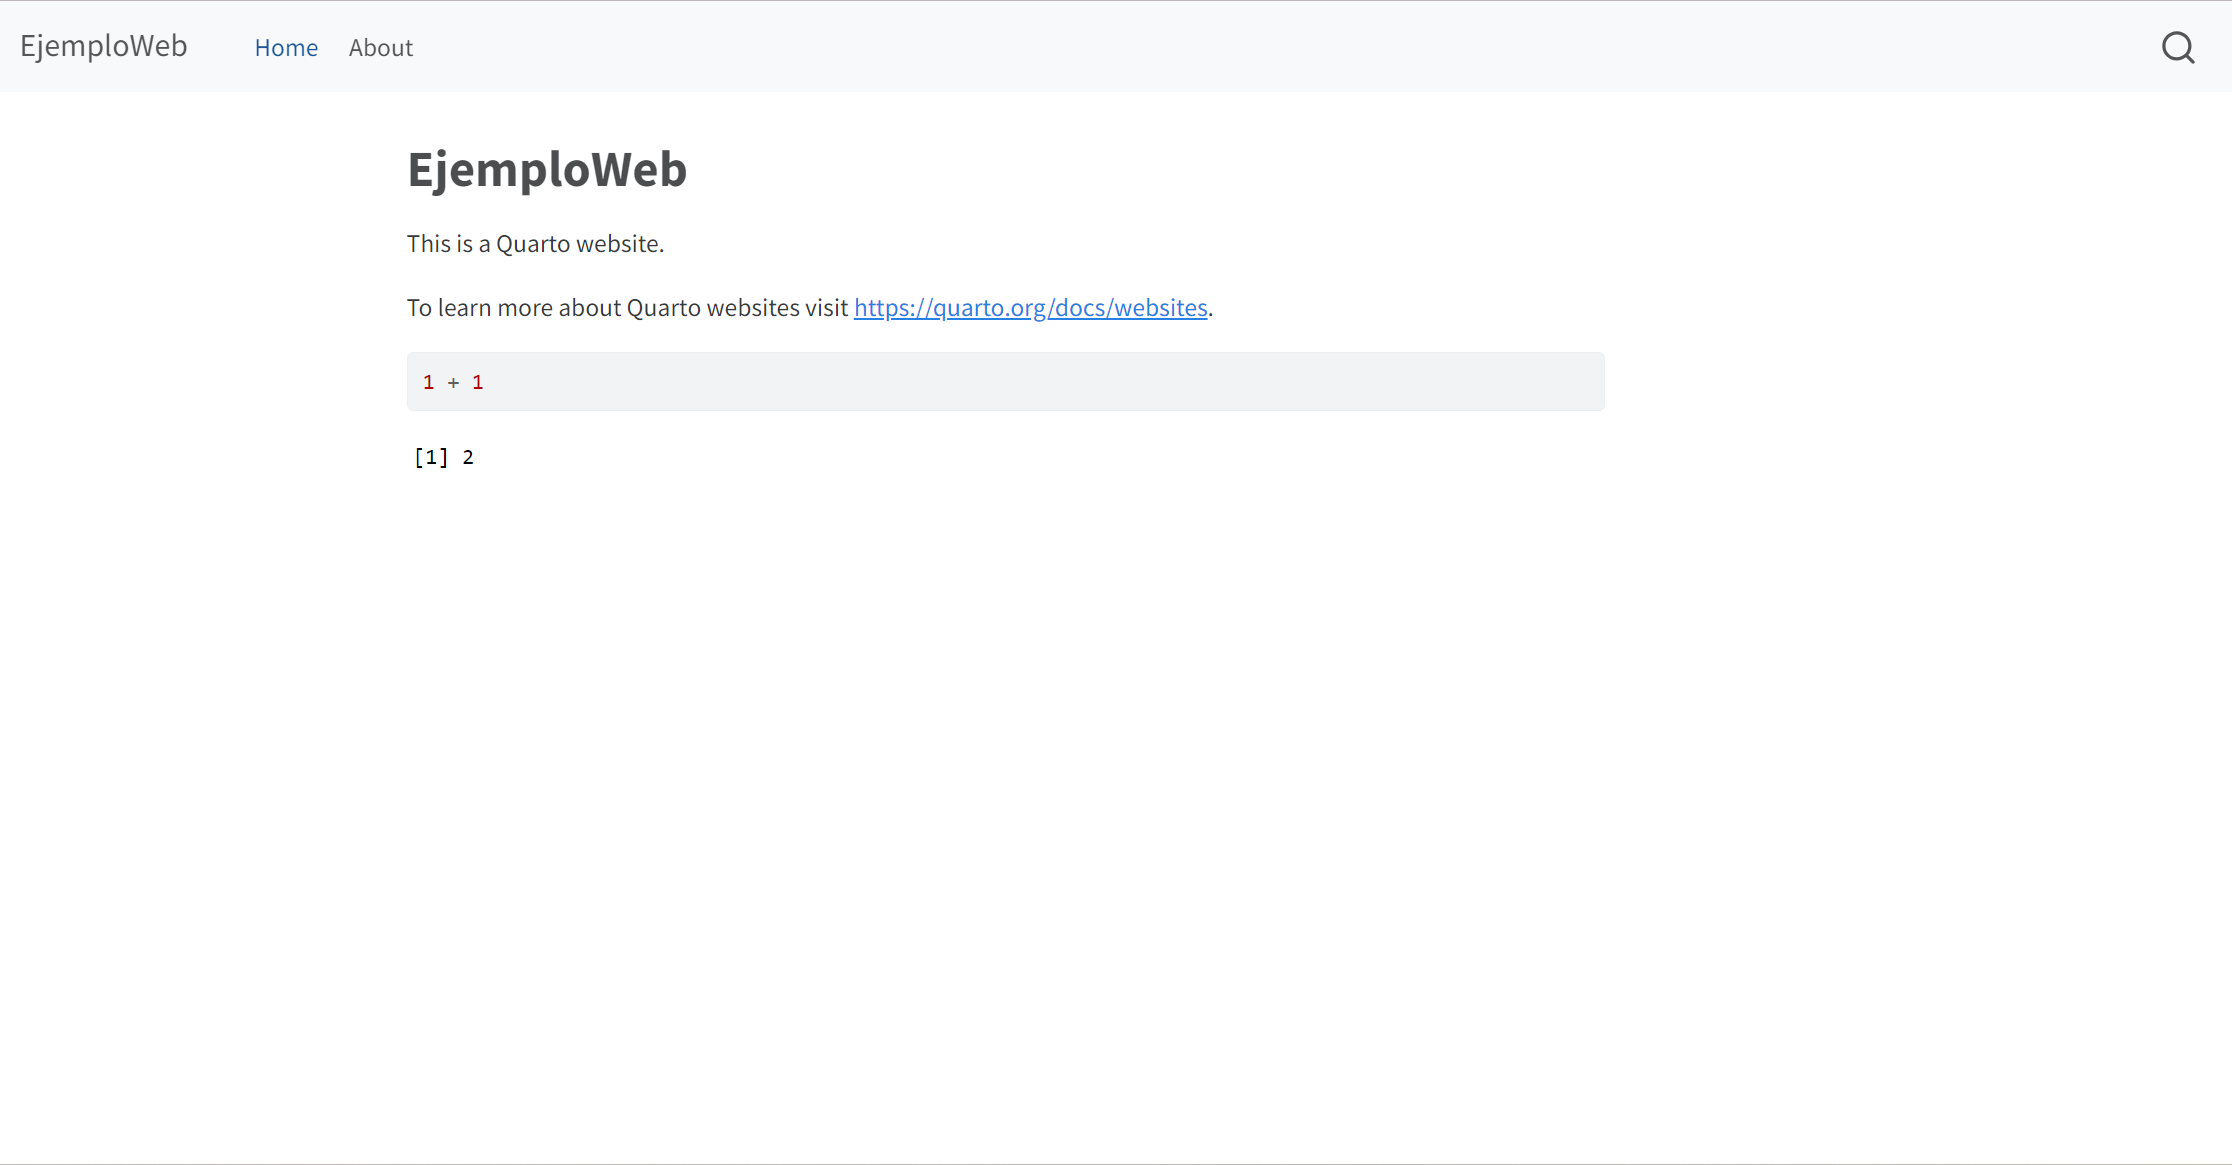 EjemploWeb Home About
EjemploWeb
This is a Quarto website.
To learn more about Quarto websites visit https://quarto.org/docs/websites.
1 + 1
[1] 2